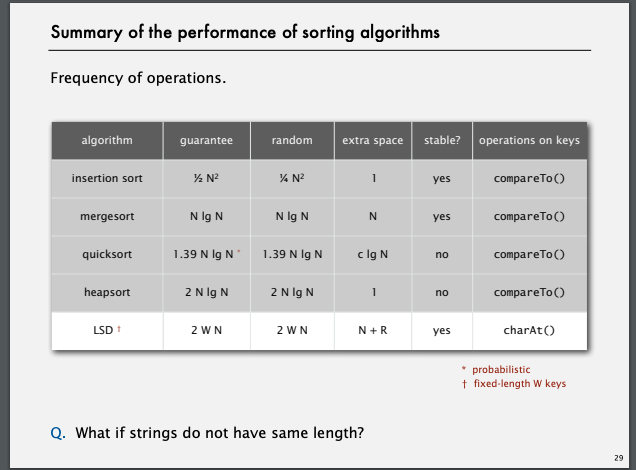 Summary of the performance of sorting algorithms
Frequency of operations.
algorithm guarantee random extra space stable? operations on keys
insertion sort ½ N² ¼ N² 1 yes compareTo()
mergesort N lg N N lg N N yes compareTo()
quicksort 1.39 N lg N * 1.39 N lg N c lg N no compareTo()
heapsort 2 N lg N 2 N lg N 1 no compareTo()
LSD † 2 W N 2 W N N + R yes charAt()
* probabilistic
† fixed-length W keys
Q. What if strings do not have same length?
29